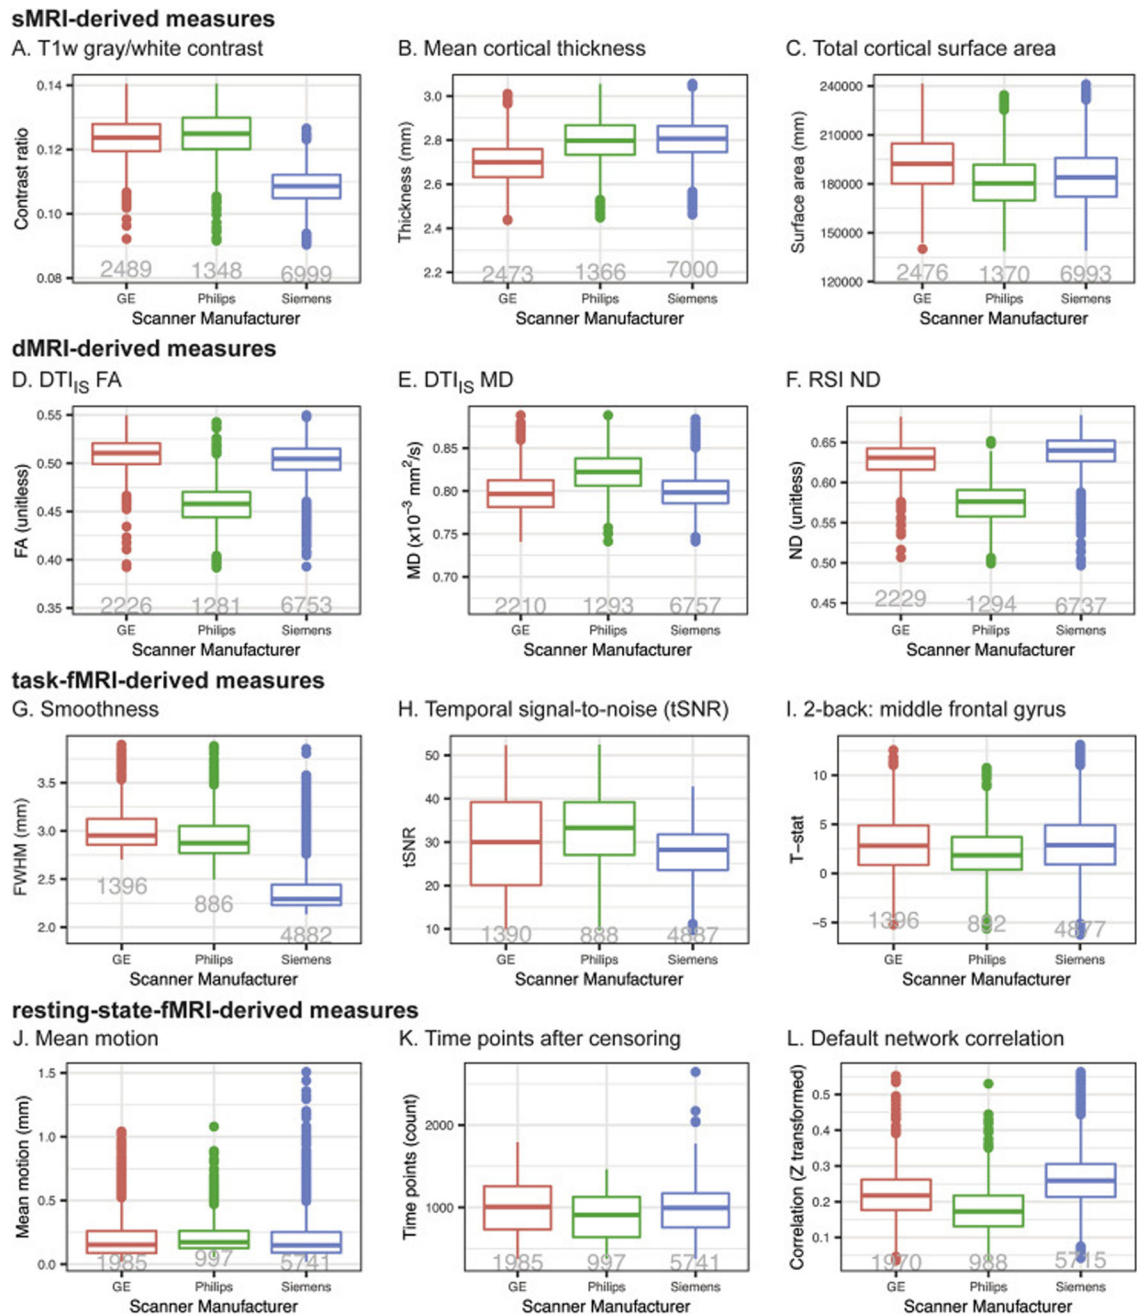 sMRI-derived measures
A. T1w gray/white contrast
Contrast ratio
0.14
0.12
0.10
0.08
2489 1348 6999
GE Philips Siemens
Scanner Manufacturer
B. Mean cortical thickness
Thickness (mm)
3.0
2.8
2.6
2.4
2.2
2473 1366 7000
GE Philips Siemens
Scanner Manufacturer
C. Total cortical surface area
Surface area (mm)
240000
210000
180000
150000
120000
2476 1370 6993
GE Philips Siemens
Scanner Manufacturer
dMRI-derived measures
D. DTI_IS FA
FA (unitless)
0.55
0.50
0.45
0.40
0.35
2226 1281 6753
GE Philips Siemens
Scanner Manufacturer
E. DTI_IS MD
MD (x10⁻³ mm²/s)
0.85
0.80
0.75
0.70
2210 1293 6757
GE Philips Siemens
Scanner Manufacturer
F. RSI ND
ND (unitless)
0.65
0.60
0.55
0.50
0.45
2229 1294 6737
GE Philips Siemens
Scanner Manufacturer
task-fMRI-derived measures
G. Smoothness
FWHM (mm)
3.5
3.0
2.5
2.0
1396 886 4882
GE Philips Siemens
Scanner Manufacturer
H. Temporal signal-to-noise (tSNR)
tSNR
50
40
30
20
10
1390 888 4887
GE Philips Siemens
Scanner Manufacturer
I. 2-back: middle frontal gyrus
T−stat
10
5
0
−5
1396 4877
GE Philips Siemens
Scanner Manufacturer
resting-state-fMRI-derived measures
J. Mean motion
Mean motion (mm)
1.5
1.0
0.5
0.0
1985 997 5741
GE Philips Siemens
Scanner Manufacturer
K. Time points after censoring
Time points (count)
2000
1000
1985 997 5741
GE Philips Siemens
Scanner Manufacturer
L. Default network correlation
Correlation (Z transformed)
0.5
0.4
0.3
0.2
0.1
1970 988 5715
GE Philips Siemens
Scanner Manufacturer